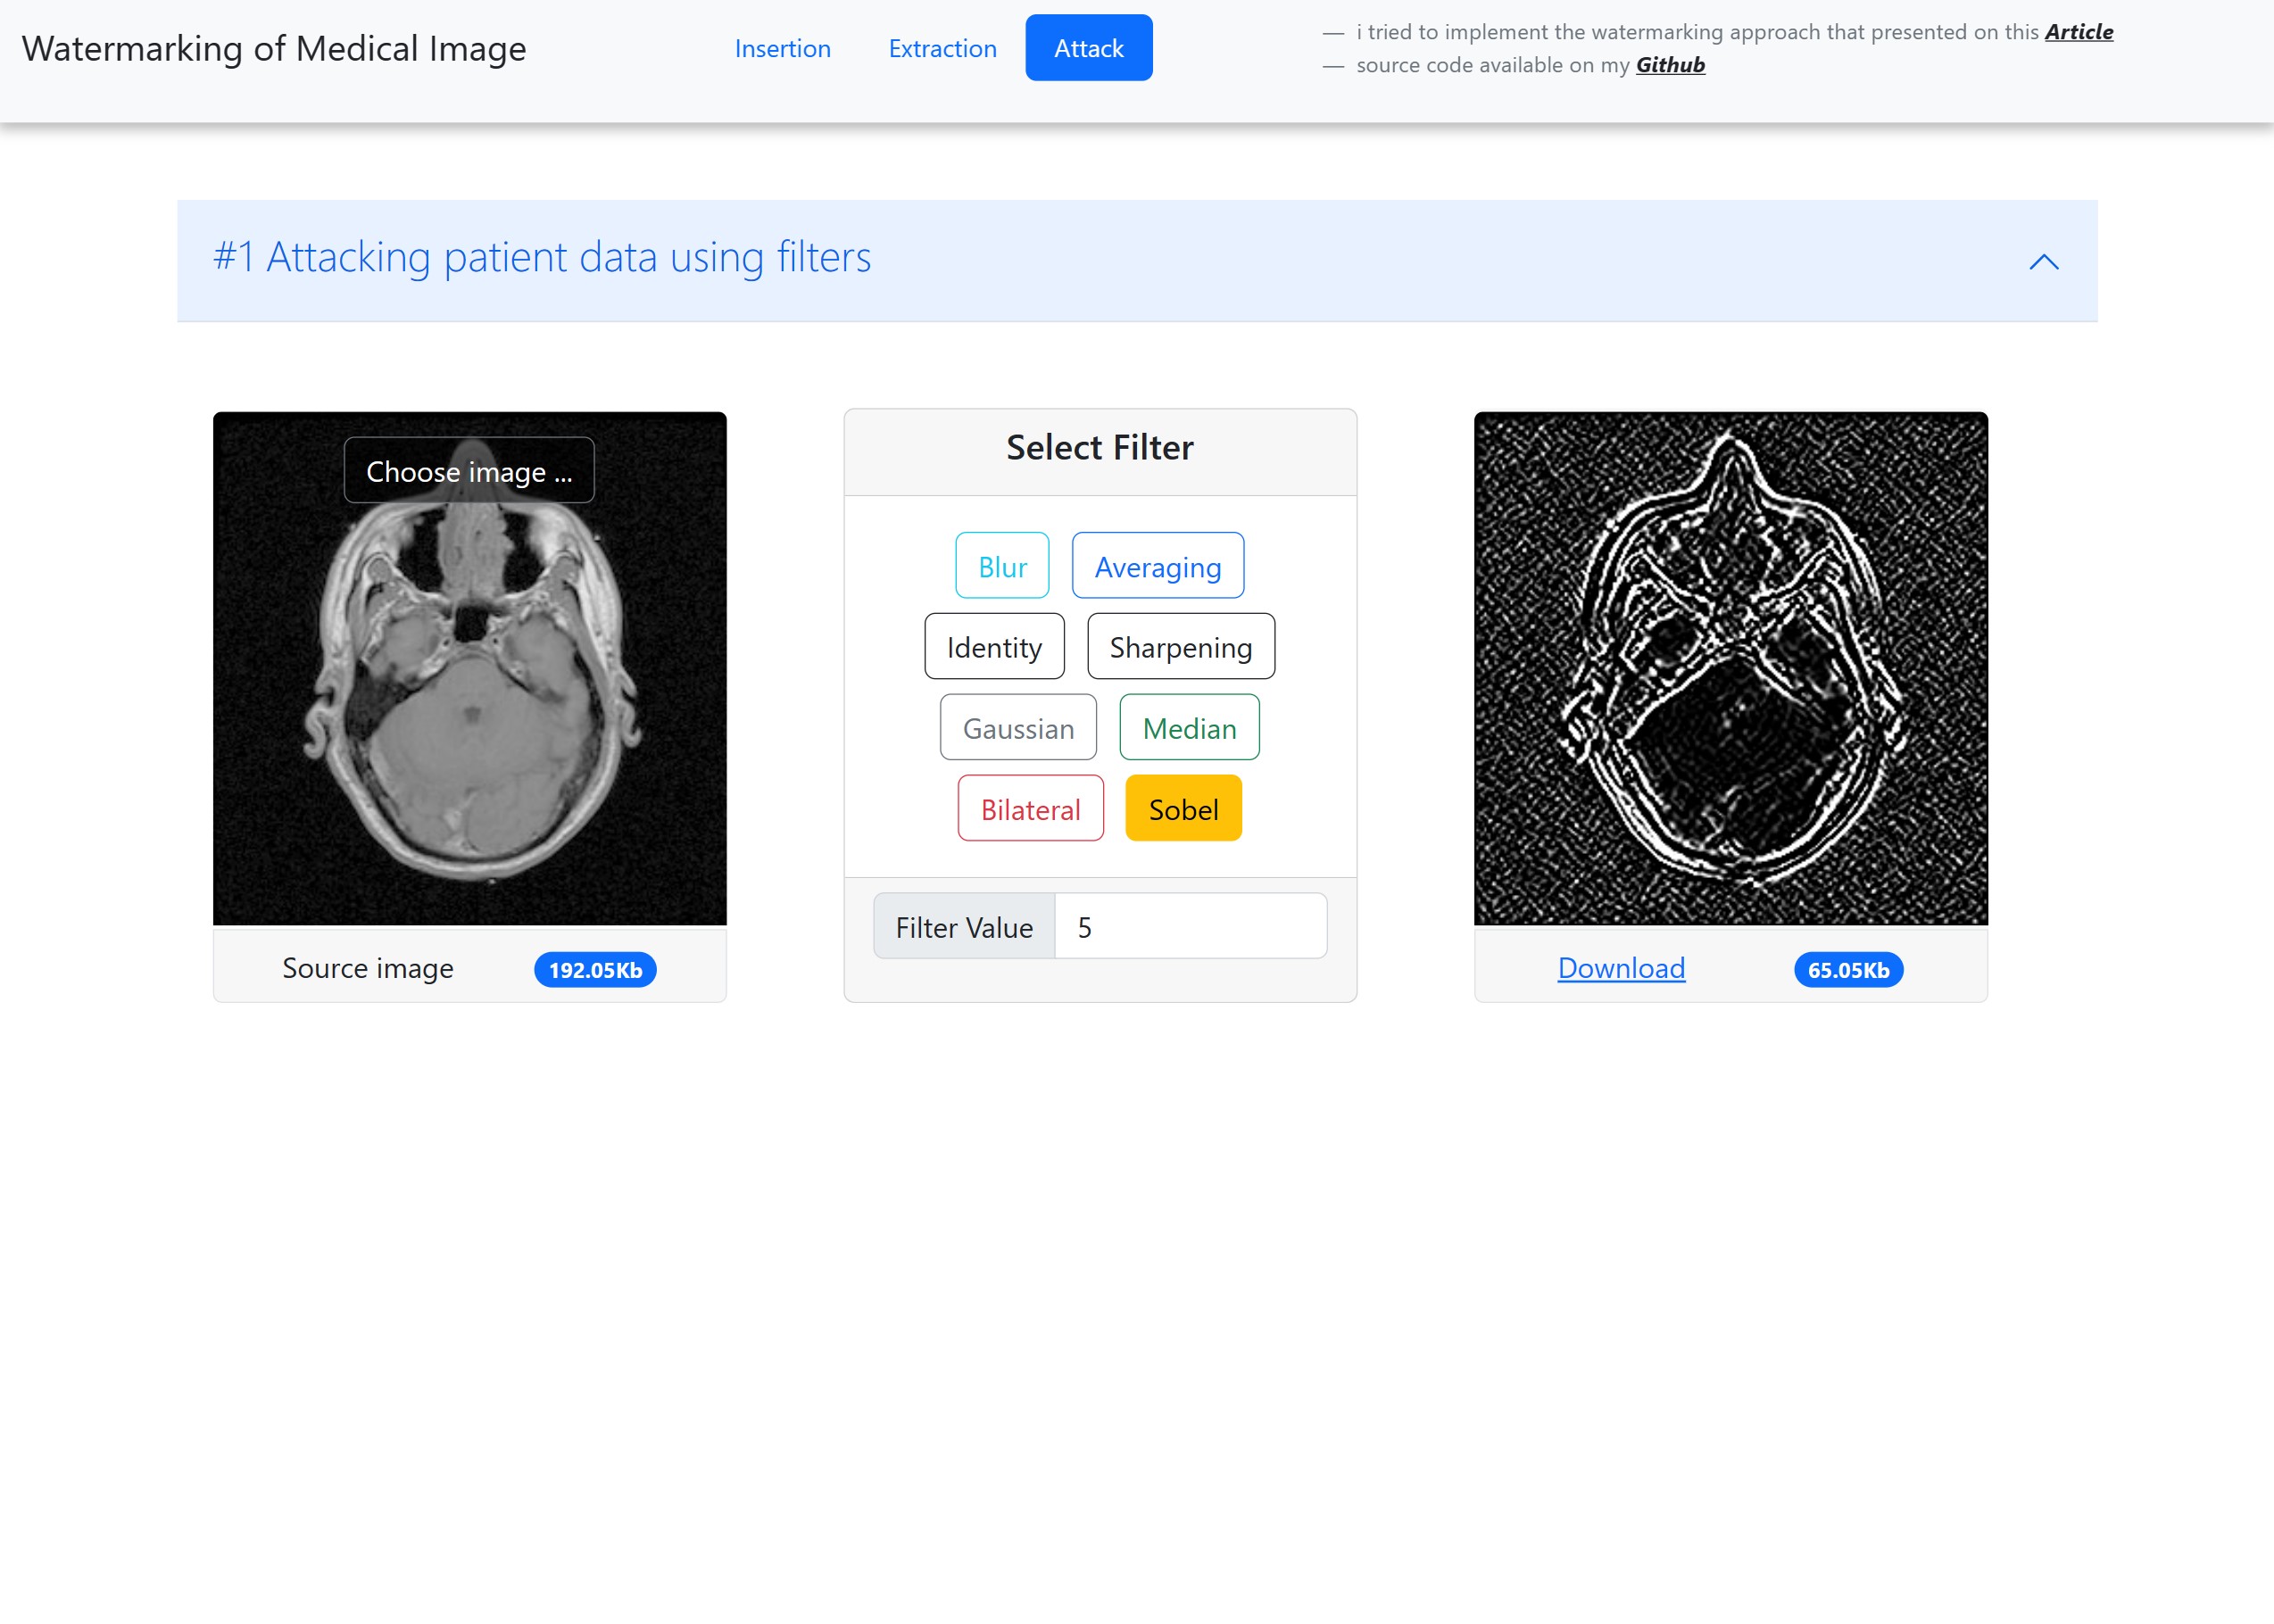 Watermarking of Medical Image
Insertion
Extraction
Attack
— i tried to implement the watermarking approach that presented on this Article
— source code available on my Github
#1 Attacking patient data using filters
Choose image ...
Source image
192.05Kb
Select Filter
Blur
Averaging
Identity
Sharpening
Gaussian
Median
Bilateral
Sobel
Filter Value
5
Download
65.05Kb